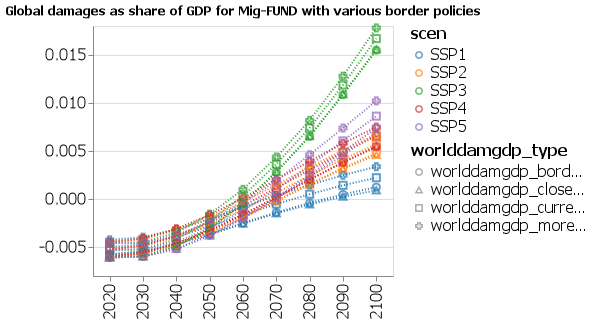 Global damages as share of GDP for Mig-FUND with various border policies
0.015
0.010
0.005
0.000
-0.005
2020
2030
2040
2050
2060
2070
2080
2090
2100
scen
SSP1
SSP2
SSP3
SSP4
SSP5
worlddamgdp_type
worlddamgdp_bord...
worlddamgdp_close...
worlddamgdp_curre...
worlddamgdp_more...